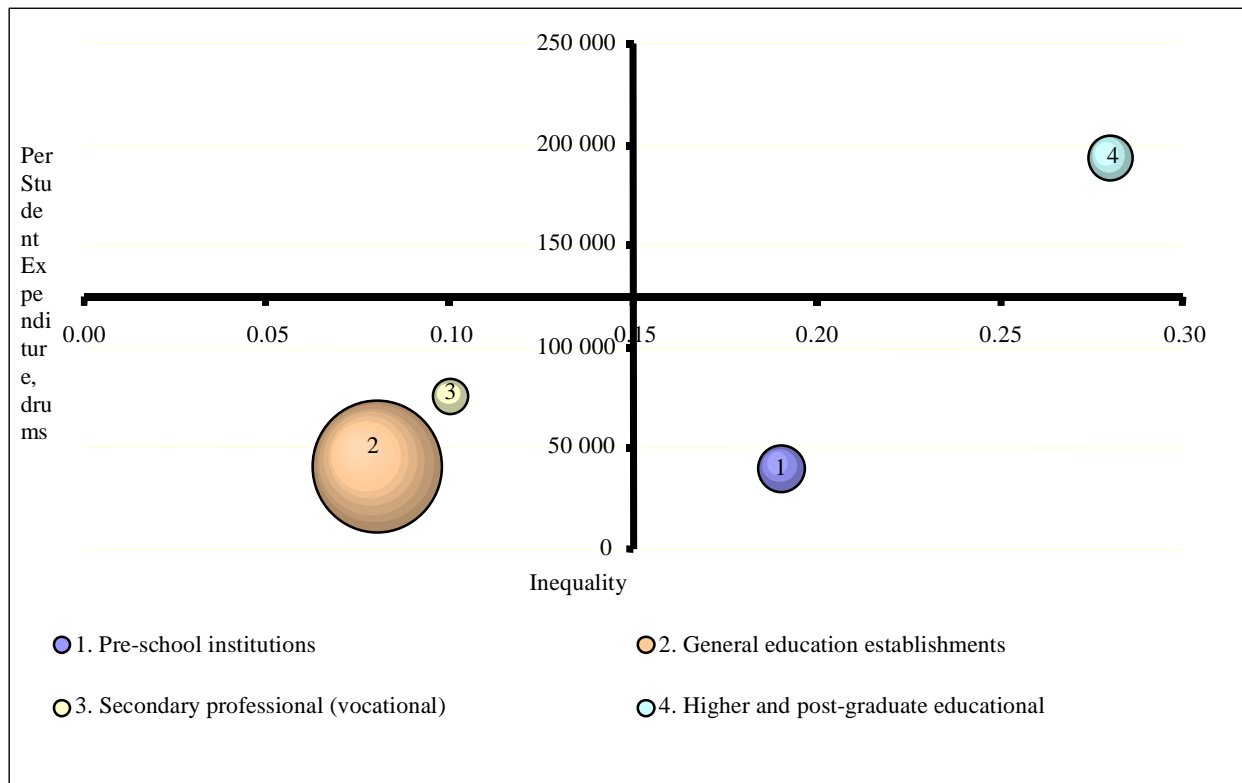 250 000
200 000
150 000
100 000
50 000
0
0.00 0.05 0.10 0.15 0.20 0.25 0.30
Per
Stu
de
nt
Ex
pe
ndi
tur
e,
dru
ms
4
3
2
1
Inequality
1. Pre-school institutions
2. General education establishments
3. Secondary professional (vocational)
4. Higher and post-graduate educational